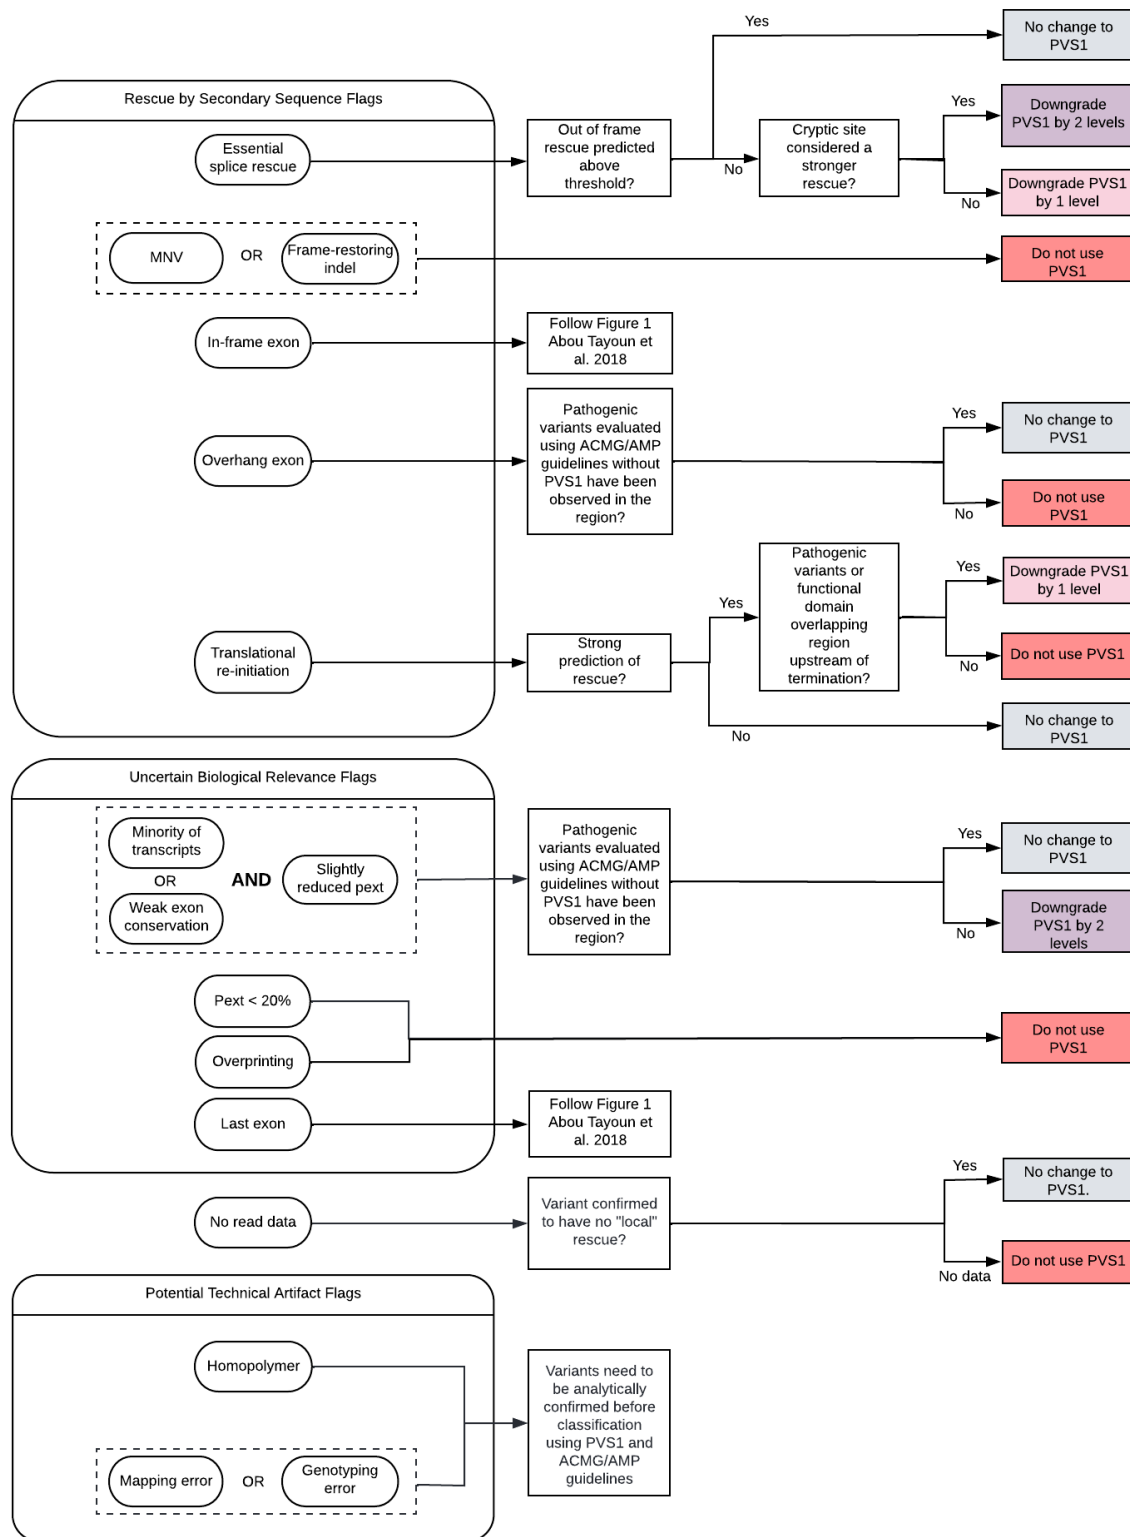 Yes
No change to
PVS1
Rescue by Secondary Sequence Flags
Essential
splice rescue
Out of frame
rescue predicted
above
threshold?
No
Cryptic site
considered a
stronger
rescue?
Yes
Downgrade
PVS1 by 2 levels
No
Downgrade PVS1
by 1 level
MNV
OR
Frame-restoring
indel
Do not use
PVS1
In-frame exon
Follow Figure 1
Abou Tayoun et
al. 2018
Overhang exon
Pathogenic
variants evaluated
using ACMG/AMP
guidelines without
PVS1 have been
observed in the
region?
Yes
No change to
PVS1
No
Do not use
PVS1
Translational
re-initiation
Strong
prediction of
rescue?
Yes
Pathogenic
variants or
functional
domain
overlapping
region
upstream of
termination?
Yes
Downgrade PVS1
by 1 level
No
Do not use PVS1
No
No change to
PVS1
Uncertain Biological Relevance Flags
Minority of
transcripts
OR
Weak exon
conservation
AND
Slightly
reduced pext
Pathogenic
variants evaluated
using ACMG/AMP
guidelines without
PVS1 have been
observed in the
region?
Yes
No change to
PVS1
No
Downgrade
PVS1 by 2
levels
Pext < 20%
Overprinting
Do not use
PVS1
Last exon
Follow Figure 1
Abou Tayoun et
al. 2018
No read data
Variant confirmed
to have no "local"
rescue?
Yes
No change to
PVS1.
No data
Do not use PVS1
Potential Technical Artifact Flags
Homopolymer
Mapping error
OR
Genotyping
error
Variants need to
be analytically
confirmed before
classification
using PVS1 and
ACMG/AMP
guidelines